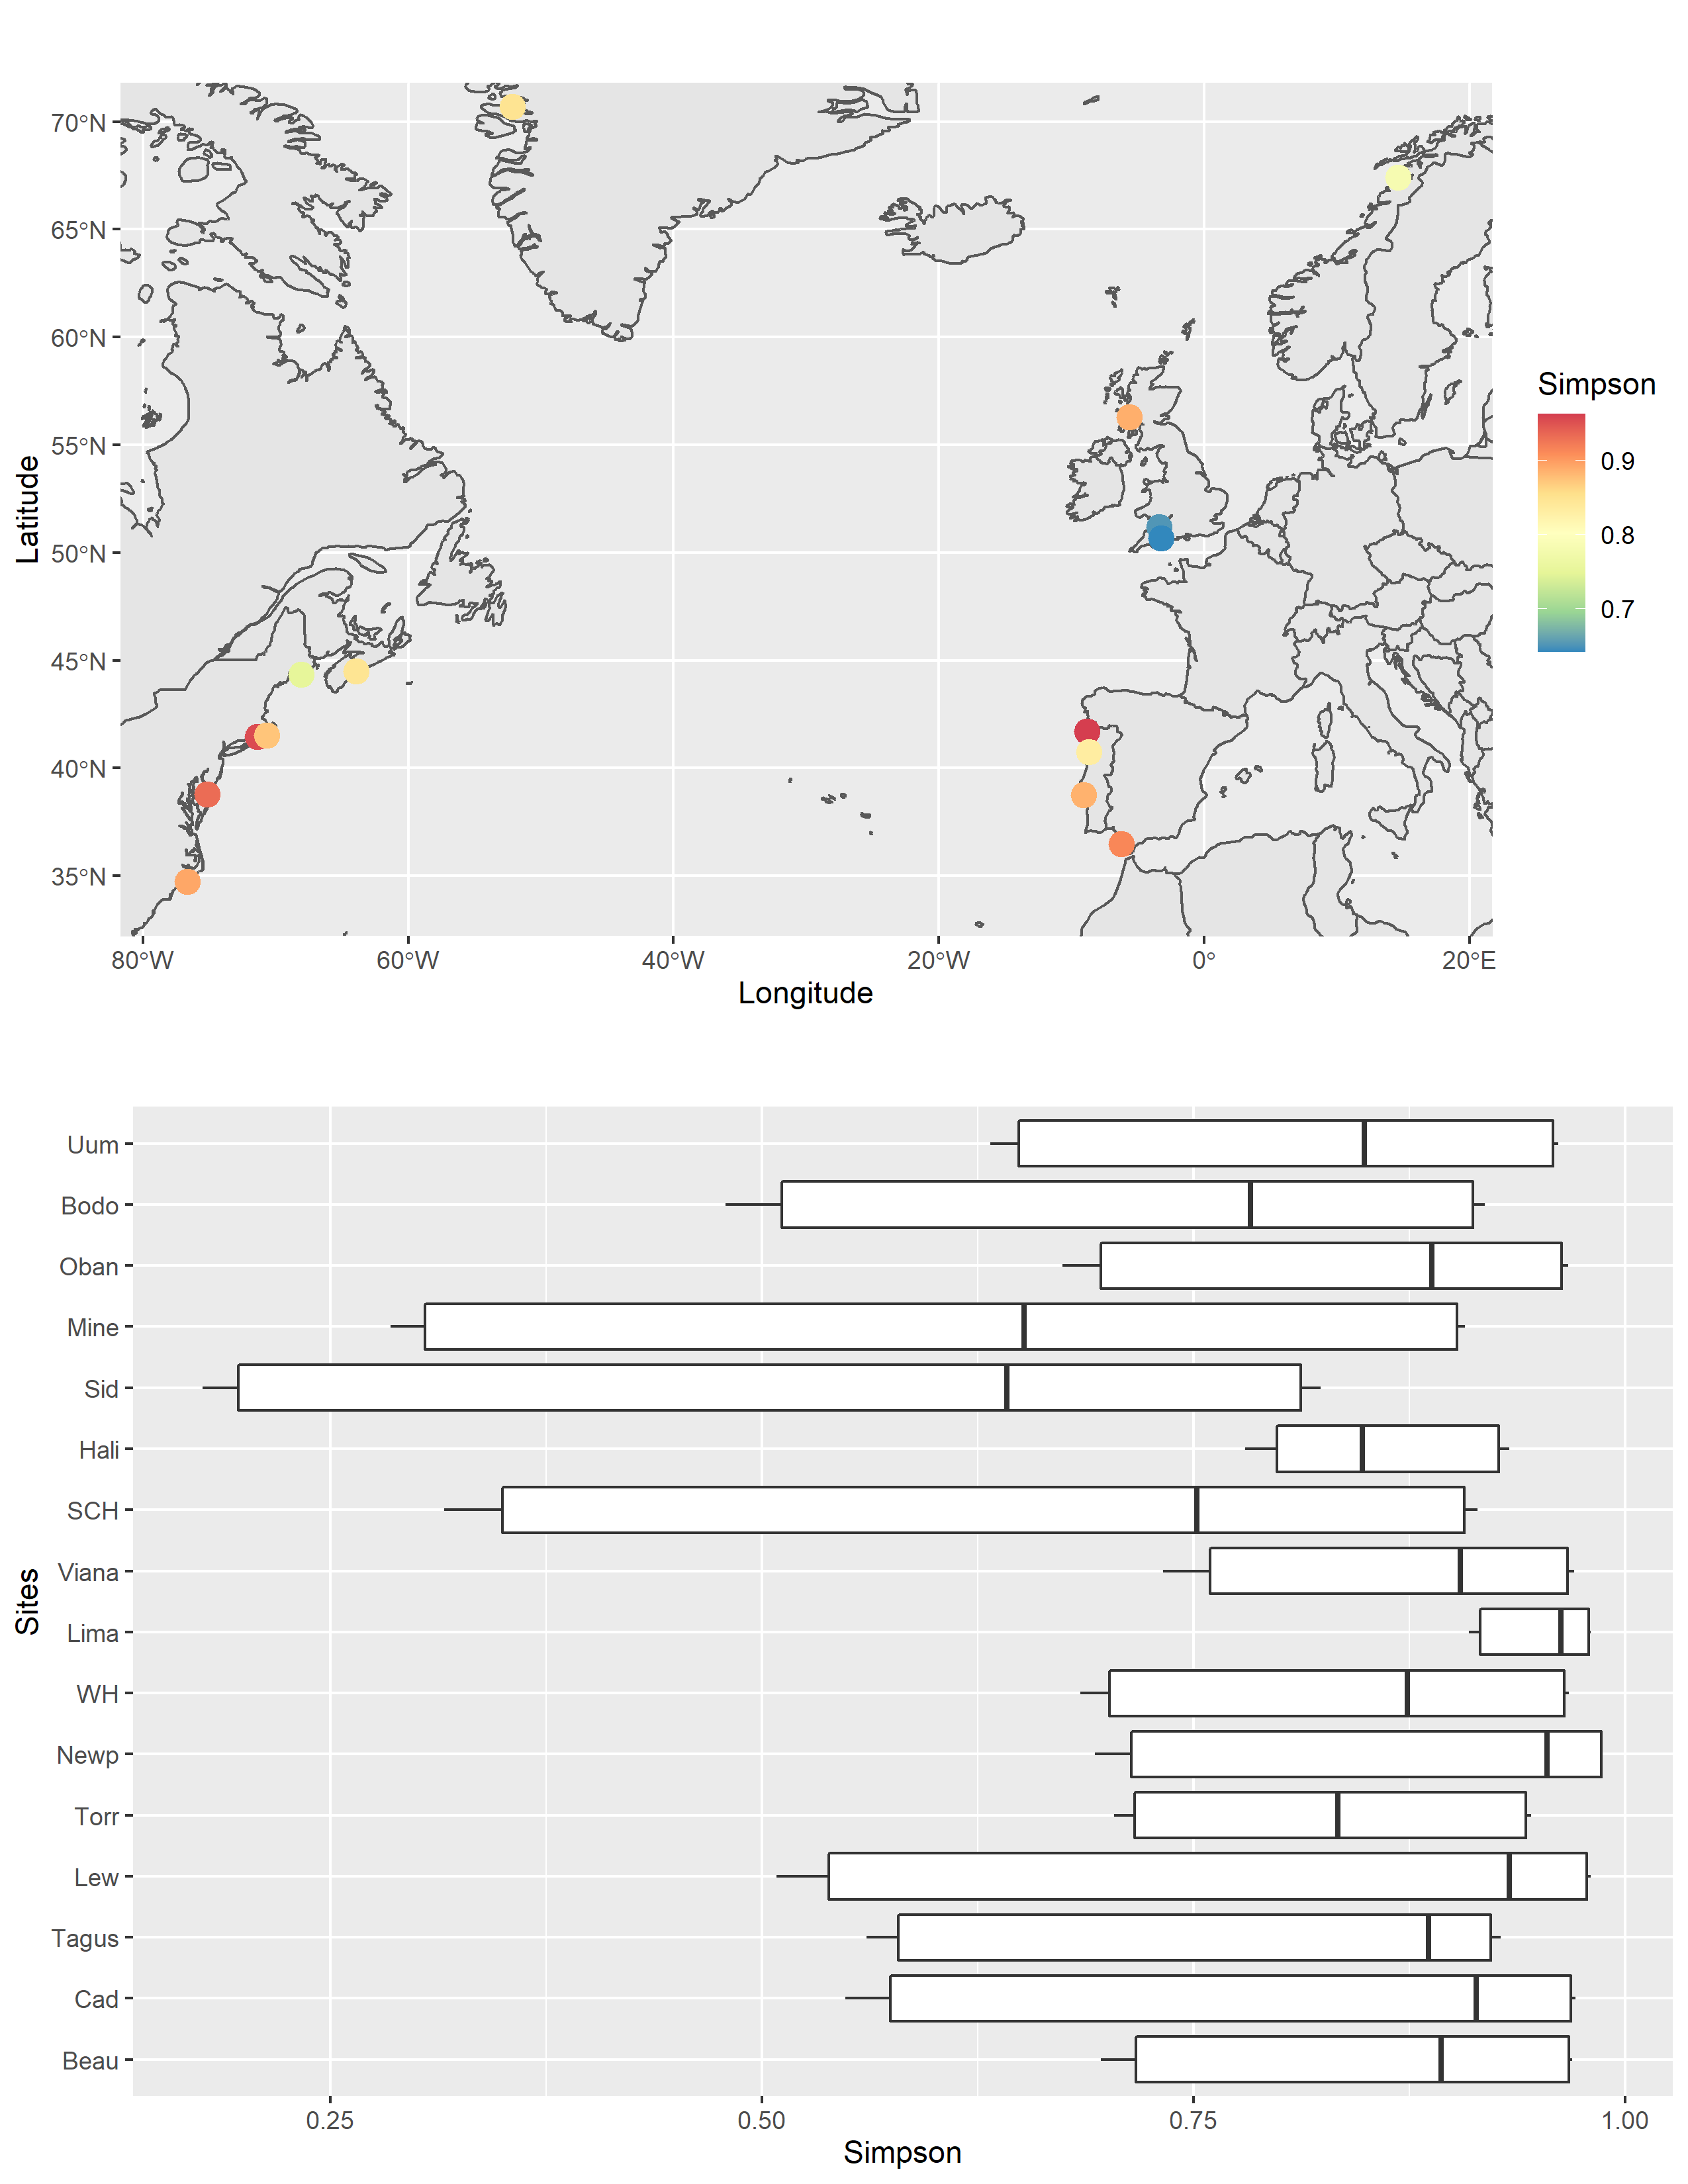 70°N
65°N
60°N
55°N
50°N
45°N
40°N
35°N
Latitude
80°W 60°W 40°W 20°W 0° 20°E
Longitude
Simpson
0.9
0.8
0.7
Uum
Bodo
Oban
Mine
Sid
Hali
SCH
Viana
Lima
WH
Newp
Torr
Lew
Tagus
Cad
Beau
Sites
0.25 0.50 0.75 1.00
Simpson